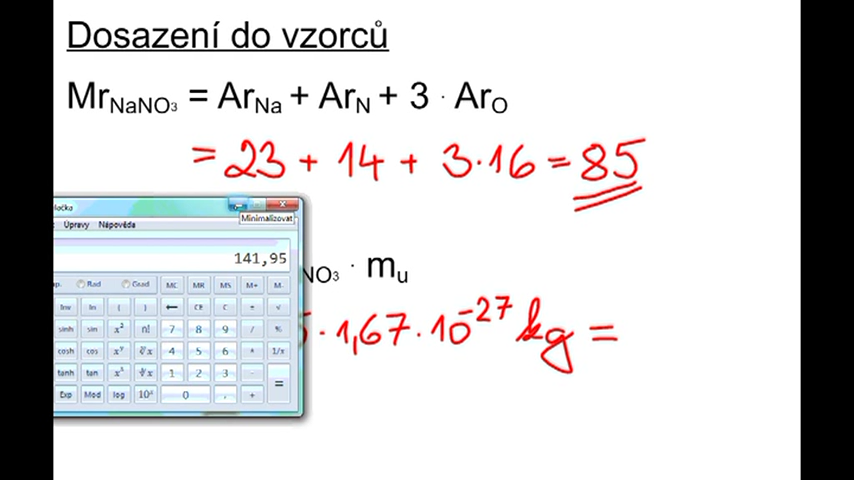 Dosazení do vzorců
MrNaNO₃ = ArNa + ArN + 3 · ArO
= 23 + 14 + 3·16 = 85
Minimalizovat
Úpravy Nápověda
141,95
NO₃ · mu
Rad Grad MC MR MS M+ M-
· 1,67 · 10⁻²⁷ kg =
Inv ln ( ) ← CE C ± √
sinh sin x² n! 7 8 9 / %
cosh cos xʸ ʸ√x 4 5 6 * 1/x
tanh tan x³ ³√x 1 2 3 - =
Exp Mod log 10ˣ 0 , +